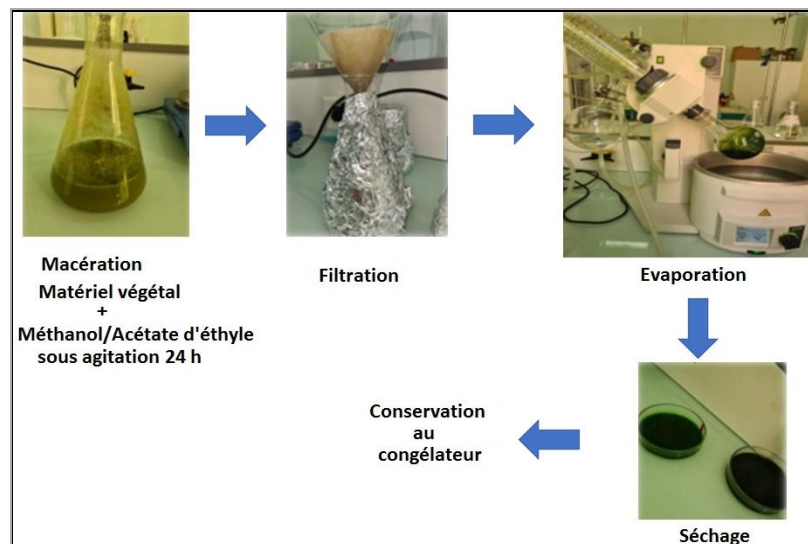 Macération
Matériel végétal
+
Méthanol/Acétate d'éthyle
sous agitation 24 h
Filtration
Evaporation
Séchage
Conservation
au
congélateur